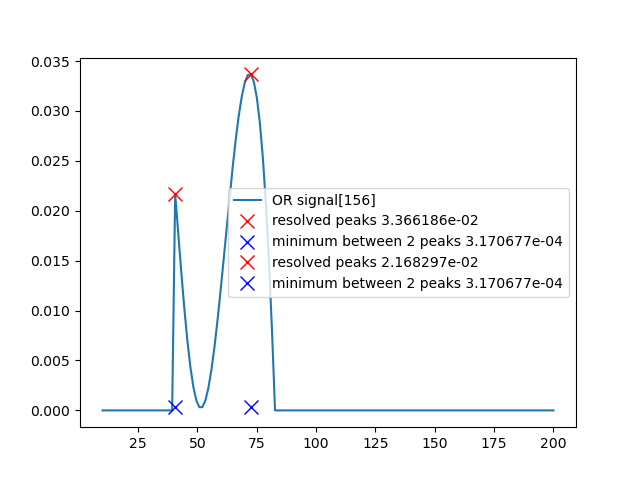 0.035
0.030
0.025
0.020
0.015
0.010
0.005
0.000
OR signal[156]
resolved peaks 3.366186e-02
minimum between 2 peaks 3.170677e-04
resolved peaks 2.168297e-02
minimum between 2 peaks 3.170677e-04
25 50 75 100 125 150 175 200